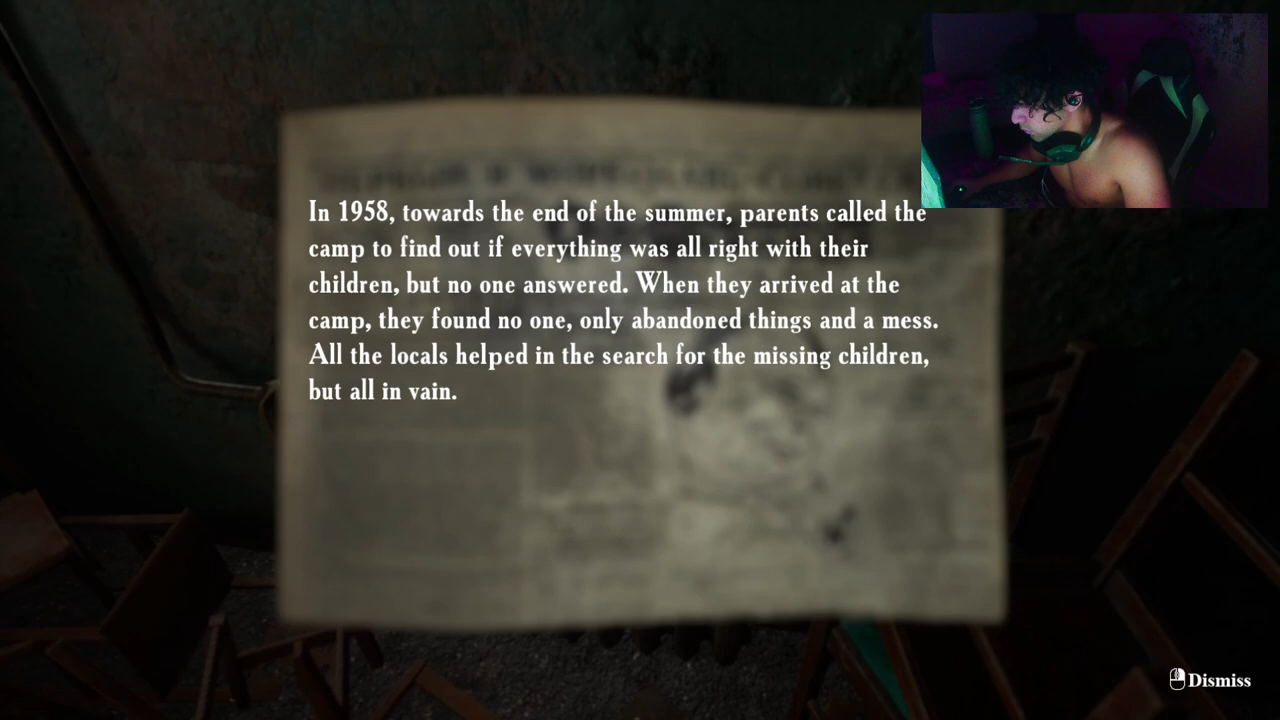 In 1958, towards the end of the summer, parents called the
camp to find out if everything was all right with their
children, but no one answered. When they arrived at the
camp, they found no one, only abandoned things and a mess.
All the locals helped in the search for the missing children,
but all in vain.
Dismiss